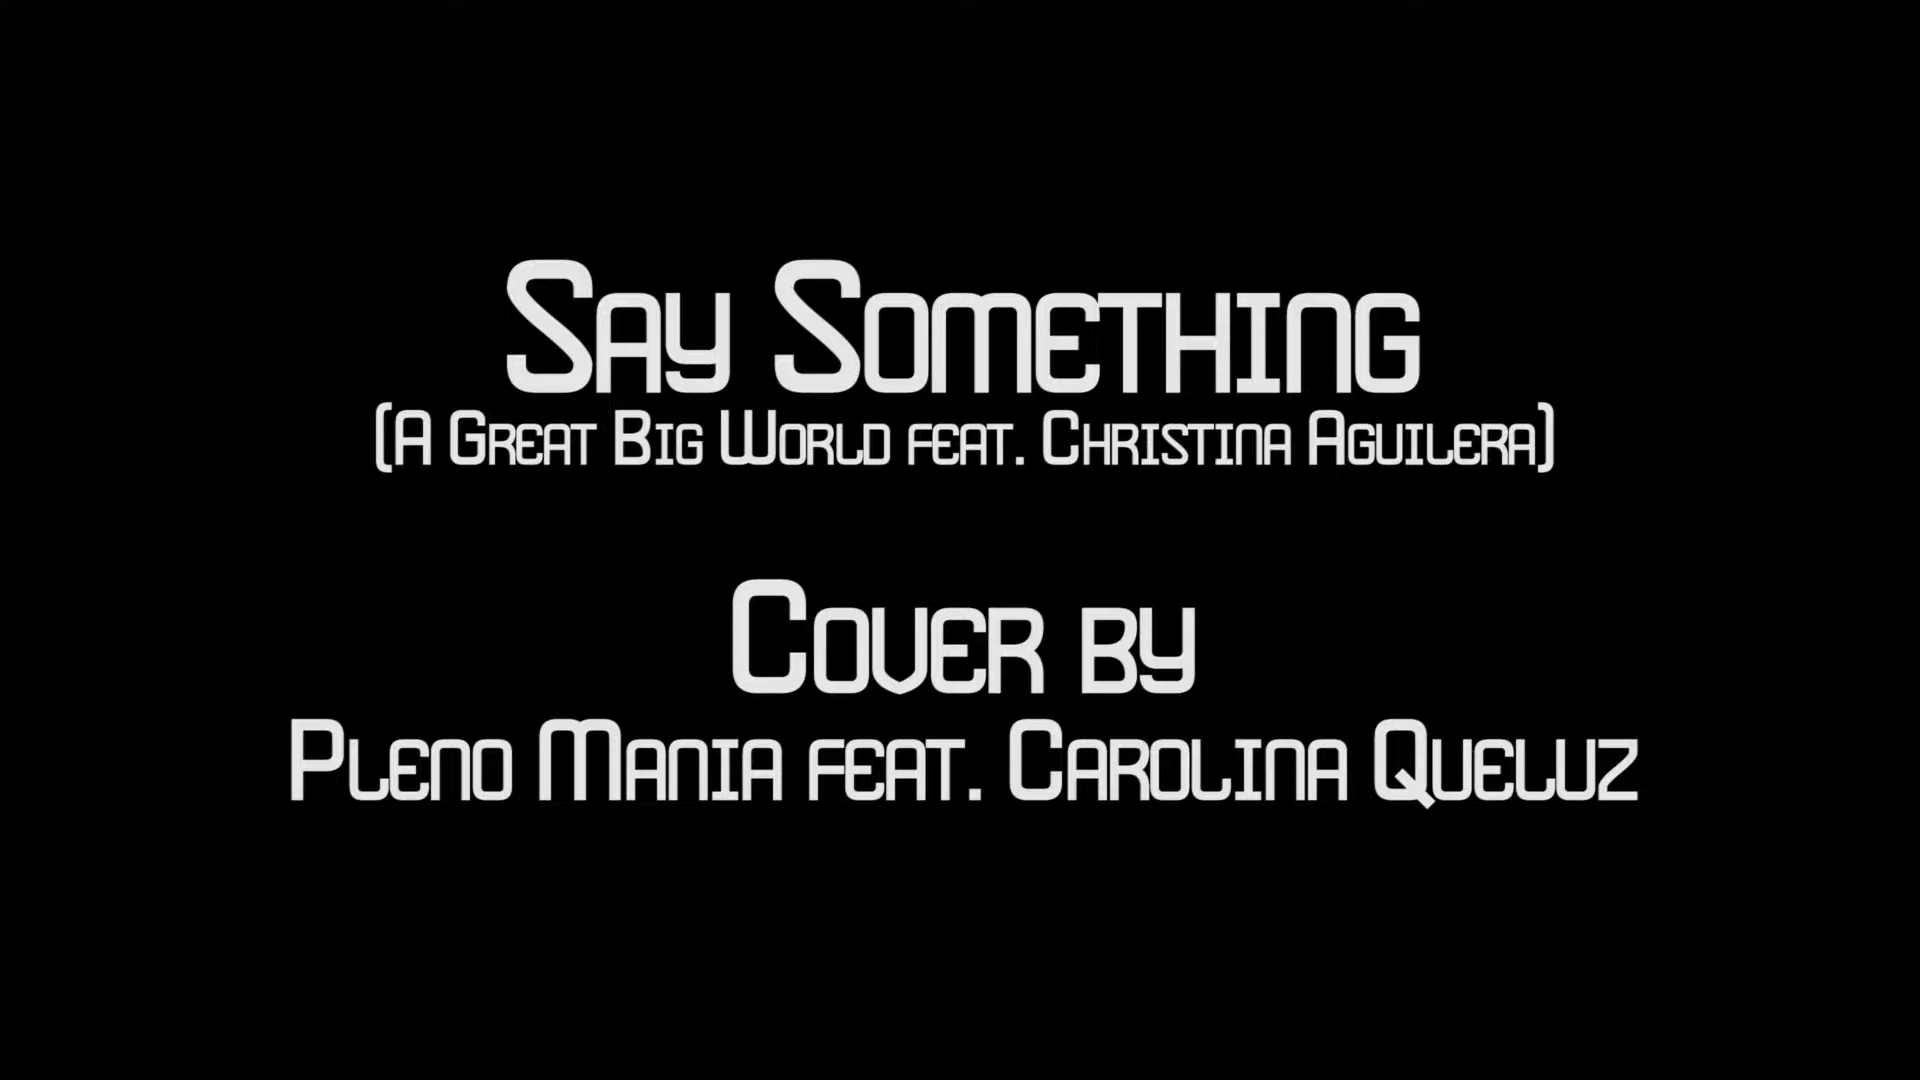 Say Something
(A Great Big World feat. Christina Aguilera)
Cover by
Pleno Mania feat. Carolina Queluz